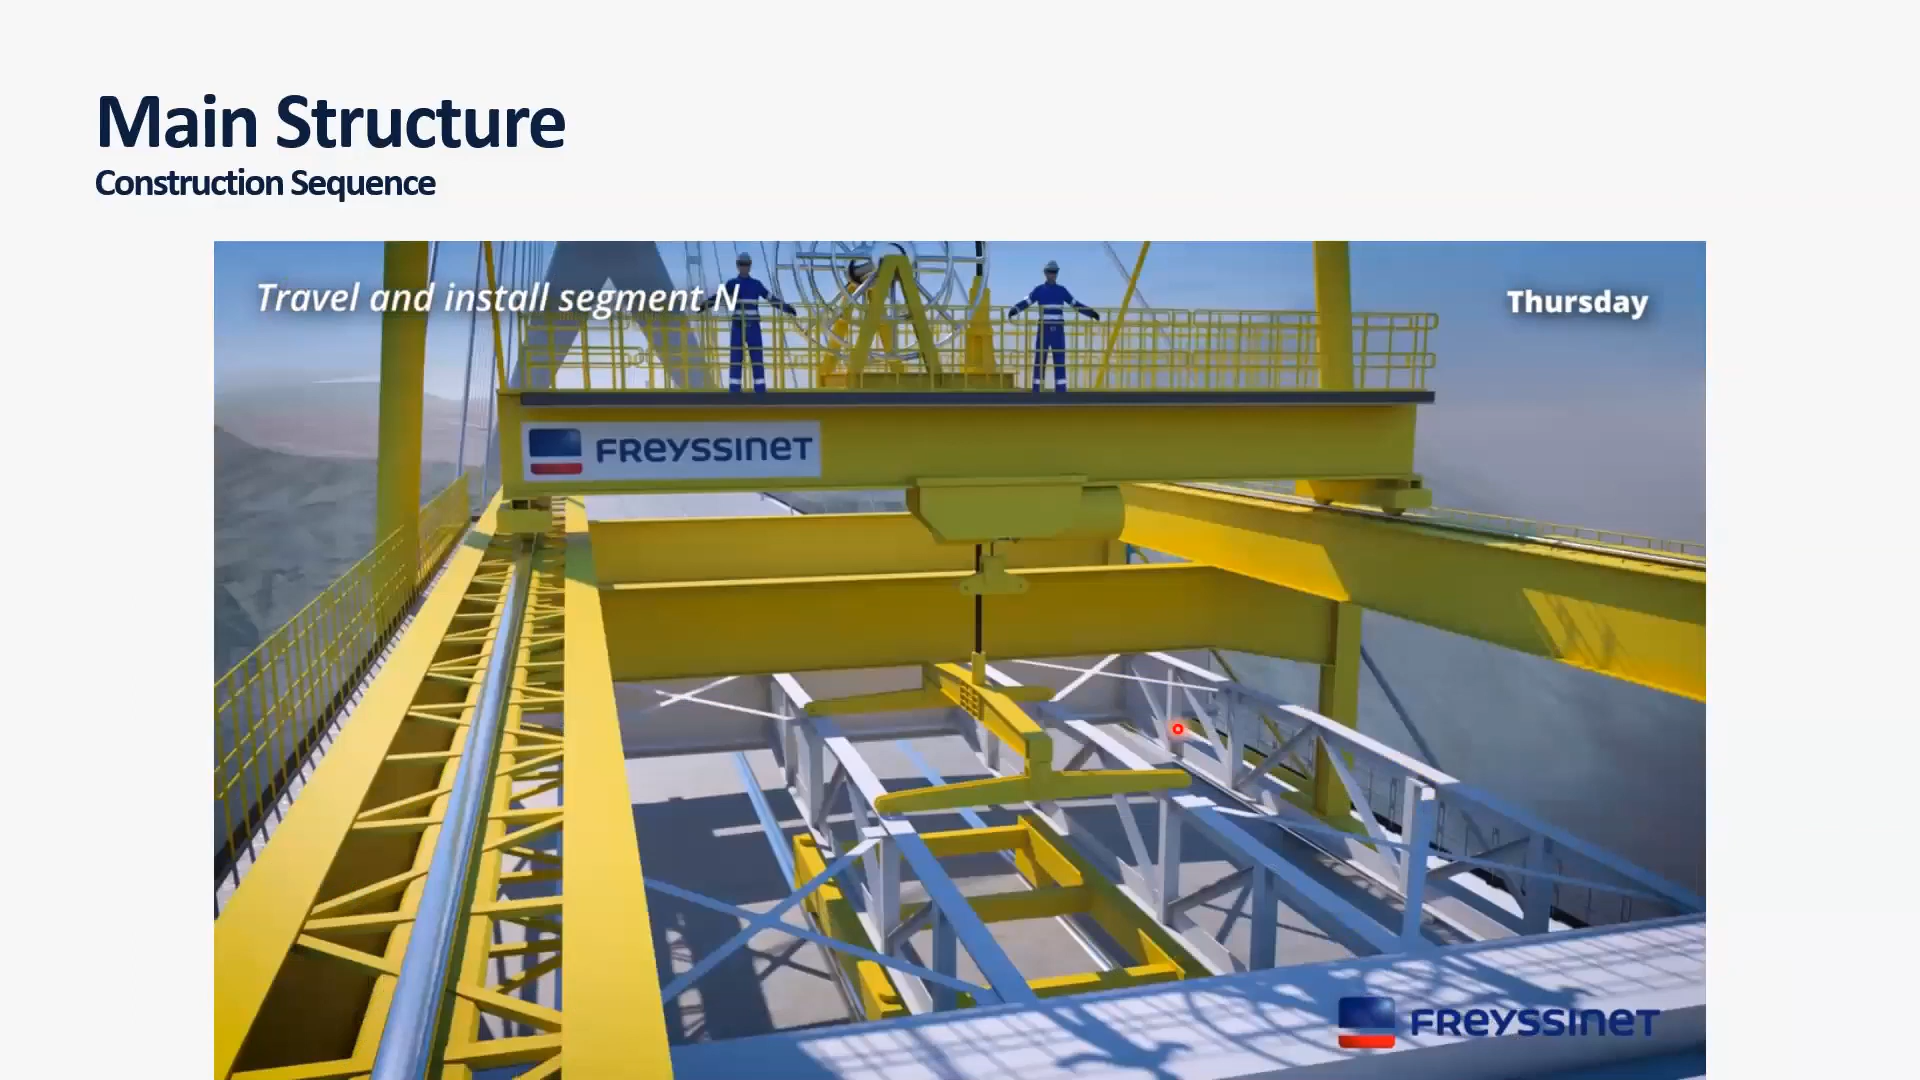 Main Structure
Construction Sequence
Travel and install segment N
Thursday
FREYSSINET
FREYSSINET